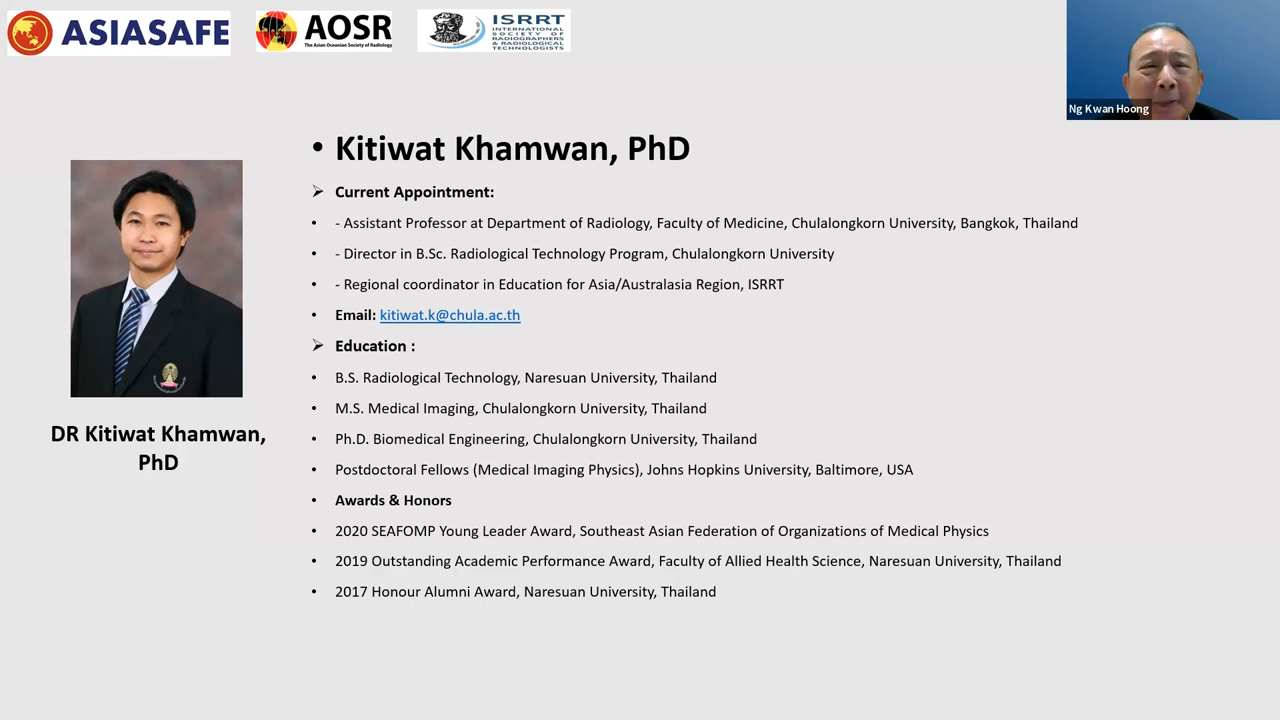 ASIASAFE
AOSR
The Asian Oceanian Society of Radiology
ISRRT
INTERNATIONAL
SOCIETY OF
RADIOGRAPHERS
& RADIOLOGICAL
TECHNOLOGISTS
Ng Kwan Hoong
• Kitiwat Khamwan, PhD
➢ Current Appointment:
• - Assistant Professor at Department of Radiology, Faculty of Medicine, Chulalongkorn University, Bangkok, Thailand
• - Director in B.Sc. Radiological Technology Program, Chulalongkorn University
• - Regional coordinator in Education for Asia/Australasia Region, ISRRT
• Email: kitiwat.k@chula.ac.th
➢ Education :
• B.S. Radiological Technology, Naresuan University, Thailand
• M.S. Medical Imaging, Chulalongkorn University, Thailand
• Ph.D. Biomedical Engineering, Chulalongkorn University, Thailand
• Postdoctoral Fellows (Medical Imaging Physics), Johns Hopkins University, Baltimore, USA
• Awards & Honors
• 2020 SEAFOMP Young Leader Award, Southeast Asian Federation of Organizations of Medical Physics
• 2019 Outstanding Academic Performance Award, Faculty of Allied Health Science, Naresuan University, Thailand
• 2017 Honour Alumni Award, Naresuan University, Thailand
DR Kitiwat Khamwan,
PhD